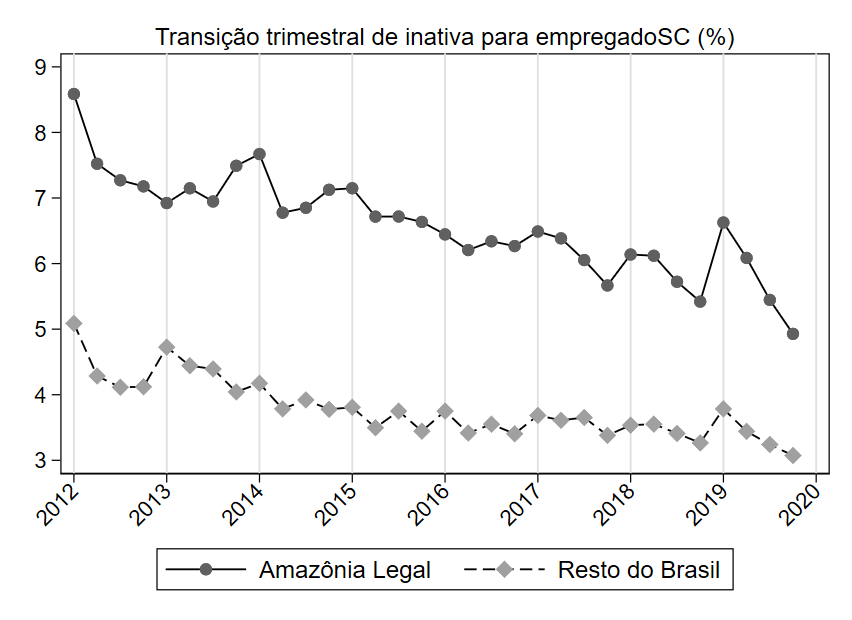 Transição trimestral de inativa para empregadoSC (%)
9
8
7
6
5
4
3
2012 2013 2014 2015 2016 2017 2018 2019 2020
Amazônia Legal Resto do Brasil